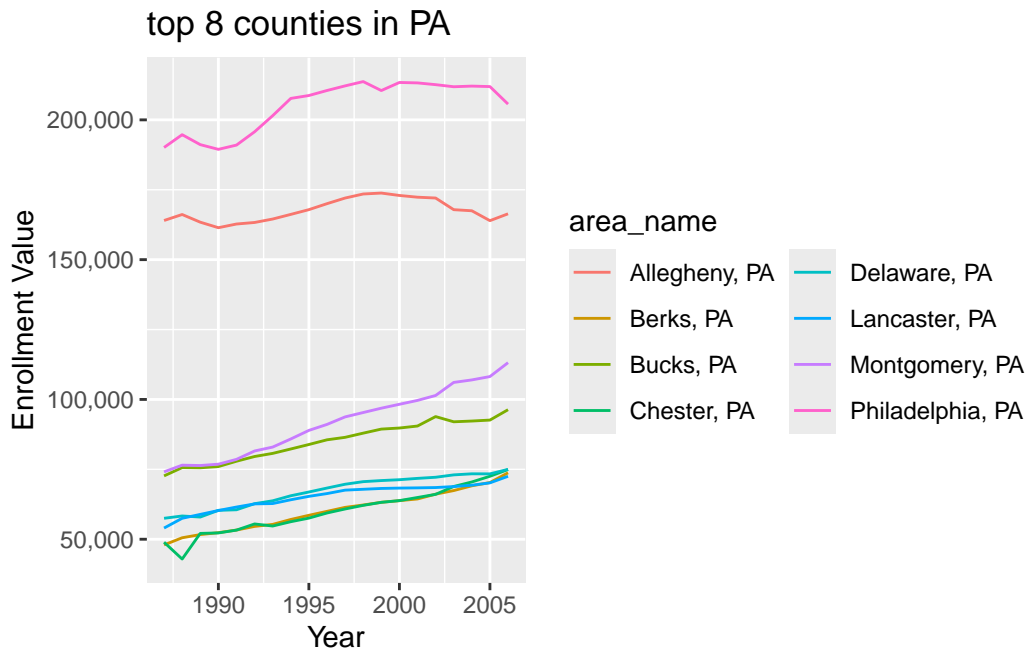 top 8 counties in PA
200,000
150,000
100,000
50,000
Enrollment Value
1990 1995 2000 2005
Year
area_name
Allegheny, PA
Berks, PA
Bucks, PA
Chester, PA
Delaware, PA
Lancaster, PA
Montgomery, PA
Philadelphia, PA